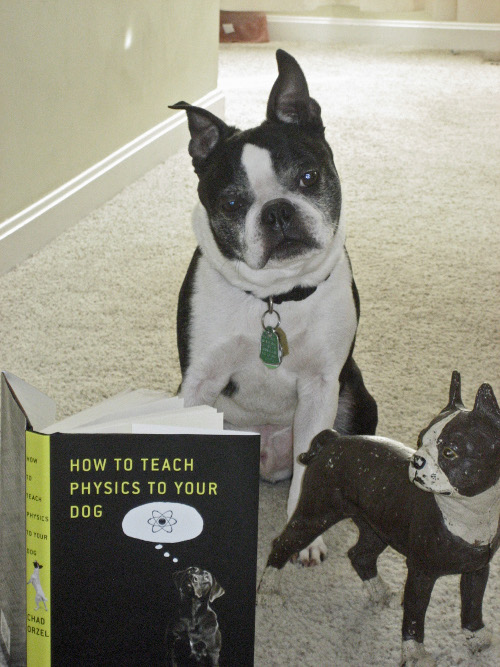 HOW TO TEACH
PHYSICS TO YOUR
DOG
HOW
TO
TEACH
PHYSICS
TO YOUR
DOG
CHAD
ORZEL